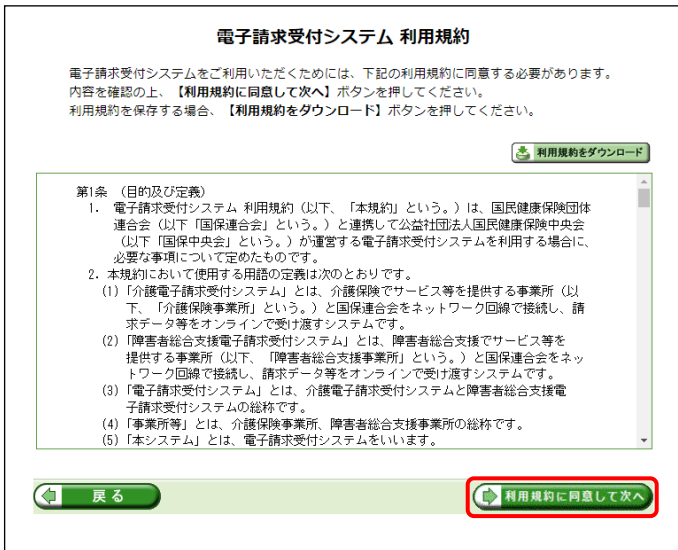 電子請求受付システム 利用規約
電子請求受付システムをご利用いただくためには、下記の利用規約に同意する必要があります。
内容を確認の上、【利用規約に同意して次へ】ボタンを押してください。
利用規約を保存する場合、【利用規約をダウンロード】ボタンを押してください。
利用規約をダウンロード
第1条 (目的及び定義)
1. 電子請求受付システム 利用規約(以下、「本規約」という。)は、国民健康保険団体
連合会(以下「国保連合会」という。)と連携して公益社団法人国民健康保険中央会
(以下「国保中央会」という。)が運営する電子請求受付システムを利用する場合に、
必要な事項について定めたものです。
2. 本規約において使用する用語の定義は次のとおりです。
(1)「介護電子請求受付システム」とは、介護保険でサービス等を提供する事業所(以
下、「介護保険事業所」という。)と国保連合会をネットワーク回線で接続し、請
求データ等をオンラインで受け渡すシステムです。
(2)「障害者総合支援電子請求受付システム」とは、障害者総合支援でサービス等を
提供する事業所(以下、「障害者総合支援事業所」という。)と国保連合会をネッ
トワーク回線で接続し、請求データ等をオンラインで受け渡すシステムです。
(3)「電子請求受付システム」とは、介護電子請求受付システムと障害者総合支援電
子請求受付システムの総称です。
(4)「事業所等」とは、介護保険事業所、障害者総合支援事業所の総称です。
(5)「本システム」とは、電子請求受付システムをいいます。
戻る
利用規約に同意して次へ